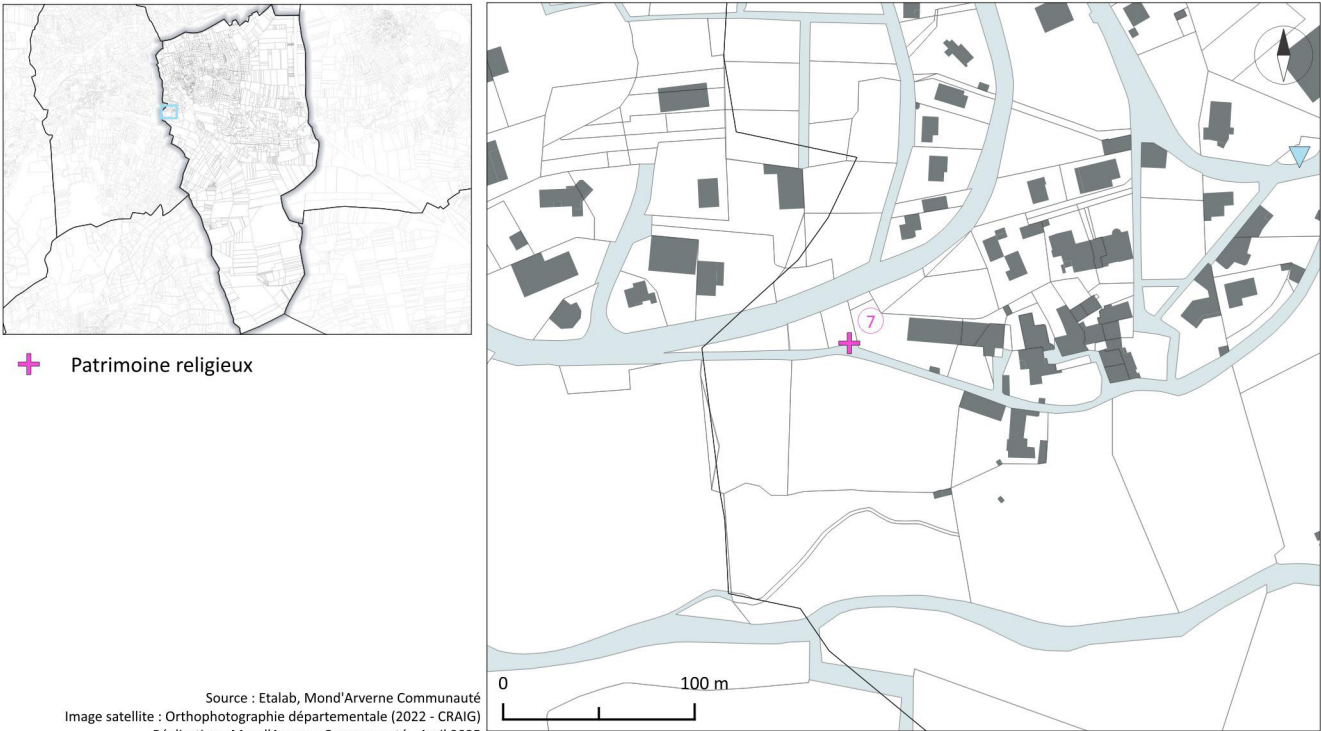 Patrimoine religieux
7
0 100 m
Source : Etalab, Mond'Arverne Communauté
Image satellite : Orthophotographie départementale (2022 - CRAIG)